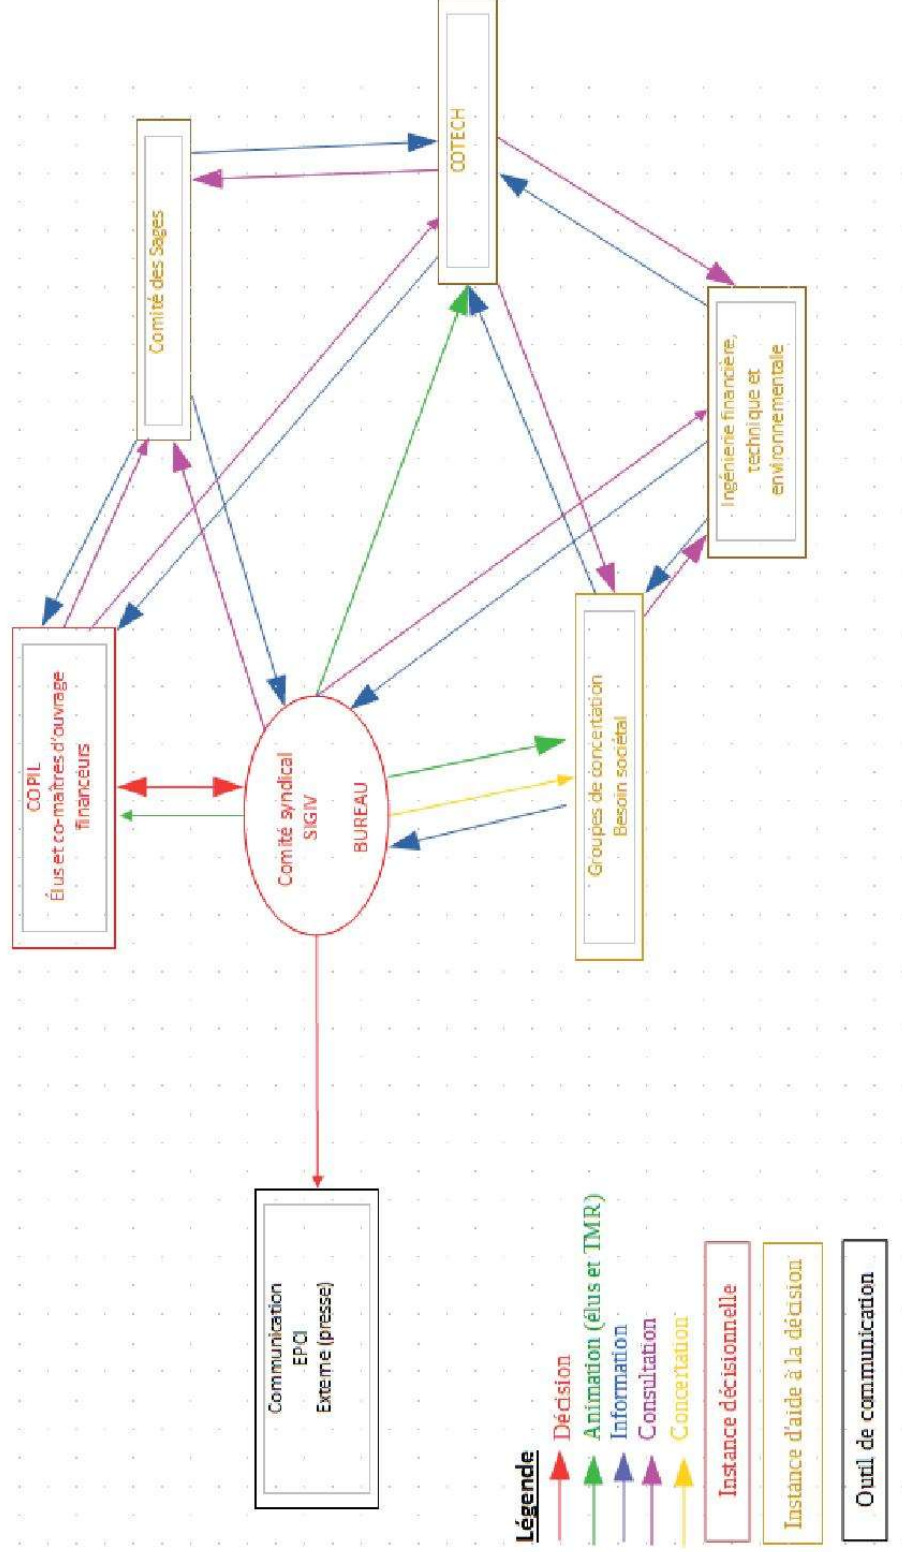 COPIL
Élus et co-maîtres d'ouvrage
financeurs
Comité des Sages
Communication
EPCI
Externe (presse)
Comité syndical
SIGIV
BUREAU
COTECH
Groupes de concertation
Besoin sociétal
Ingénierie financière,
technique et
environnementale
Légende
Décision
Animation (élus et TMR)
Information
Consultation
Concertation
Instance décisionnelle
Instance d'aide à la décision
Outil de communication